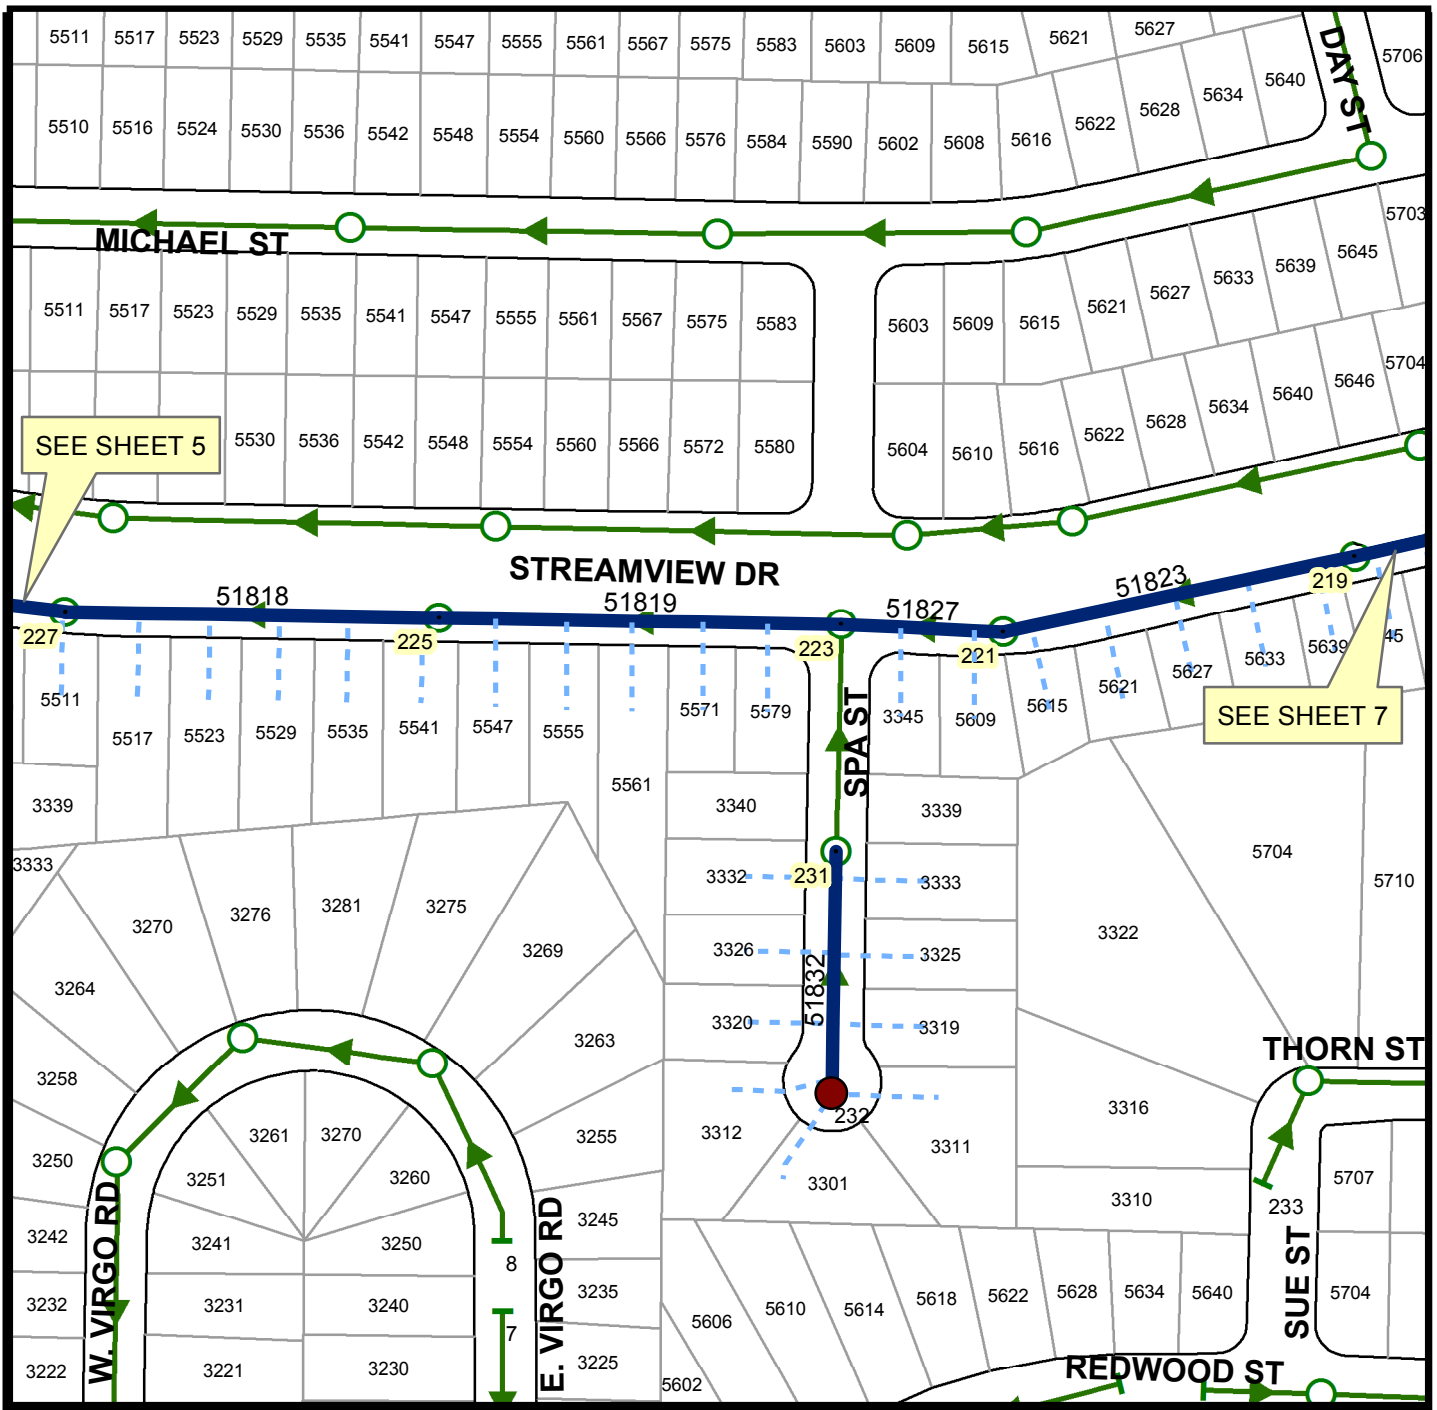 5511 5517 5523 5529 5535 5541 5547 5555 5561 5567 5575 5583 5603 5609 5615 5621 5627
DAY ST
5706
5510 5516 5524 5530 5536 5542 5548 5554 5560 5566 5576 5584 5590 5602 5608 5616 5622 5628 5634 5640
MICHAEL ST
5703
5511 5517 5523 5529 5535 5541 5547 5555 5561 5567 5575 5583 5603 5609 5615 5621 5627 5633 5639 5645
5704
SEE SHEET 5
5530 5536 5542 5548 5554 5560 5566 5572 5580 5604 5610 5616 5622 5628 5634 5640 5646
STREAMVIEW DR
51818 51819 51827 51823
227 225 223 221 219
5511 5517 5523 5529 5535 5541 5547 5555 5561 5571 5579
SPA ST
3345 5609 5615 5621 5627 5633 5639 45
SEE SHEET 7
3339 3340 3339
3333 3332 231 3333
5704 5710
3270 3276 3281 3275 3269
3322
3264 3326 3325
51832
3320 3319
3263
THORN ST
3258
232
3316
3261 3270 3255 3312 3311
3250 3251 3260 3301
5707
3310
233
3242 3241 3250 3245
W. VIRGO RD
E. VIRGO RD
8
SUE ST
3232 3231 3240 3235
5606 5610 5614 5618 5622 5628 5634 5640 5704
7
3222 3221 3230 3225
5602
REDWOOD ST